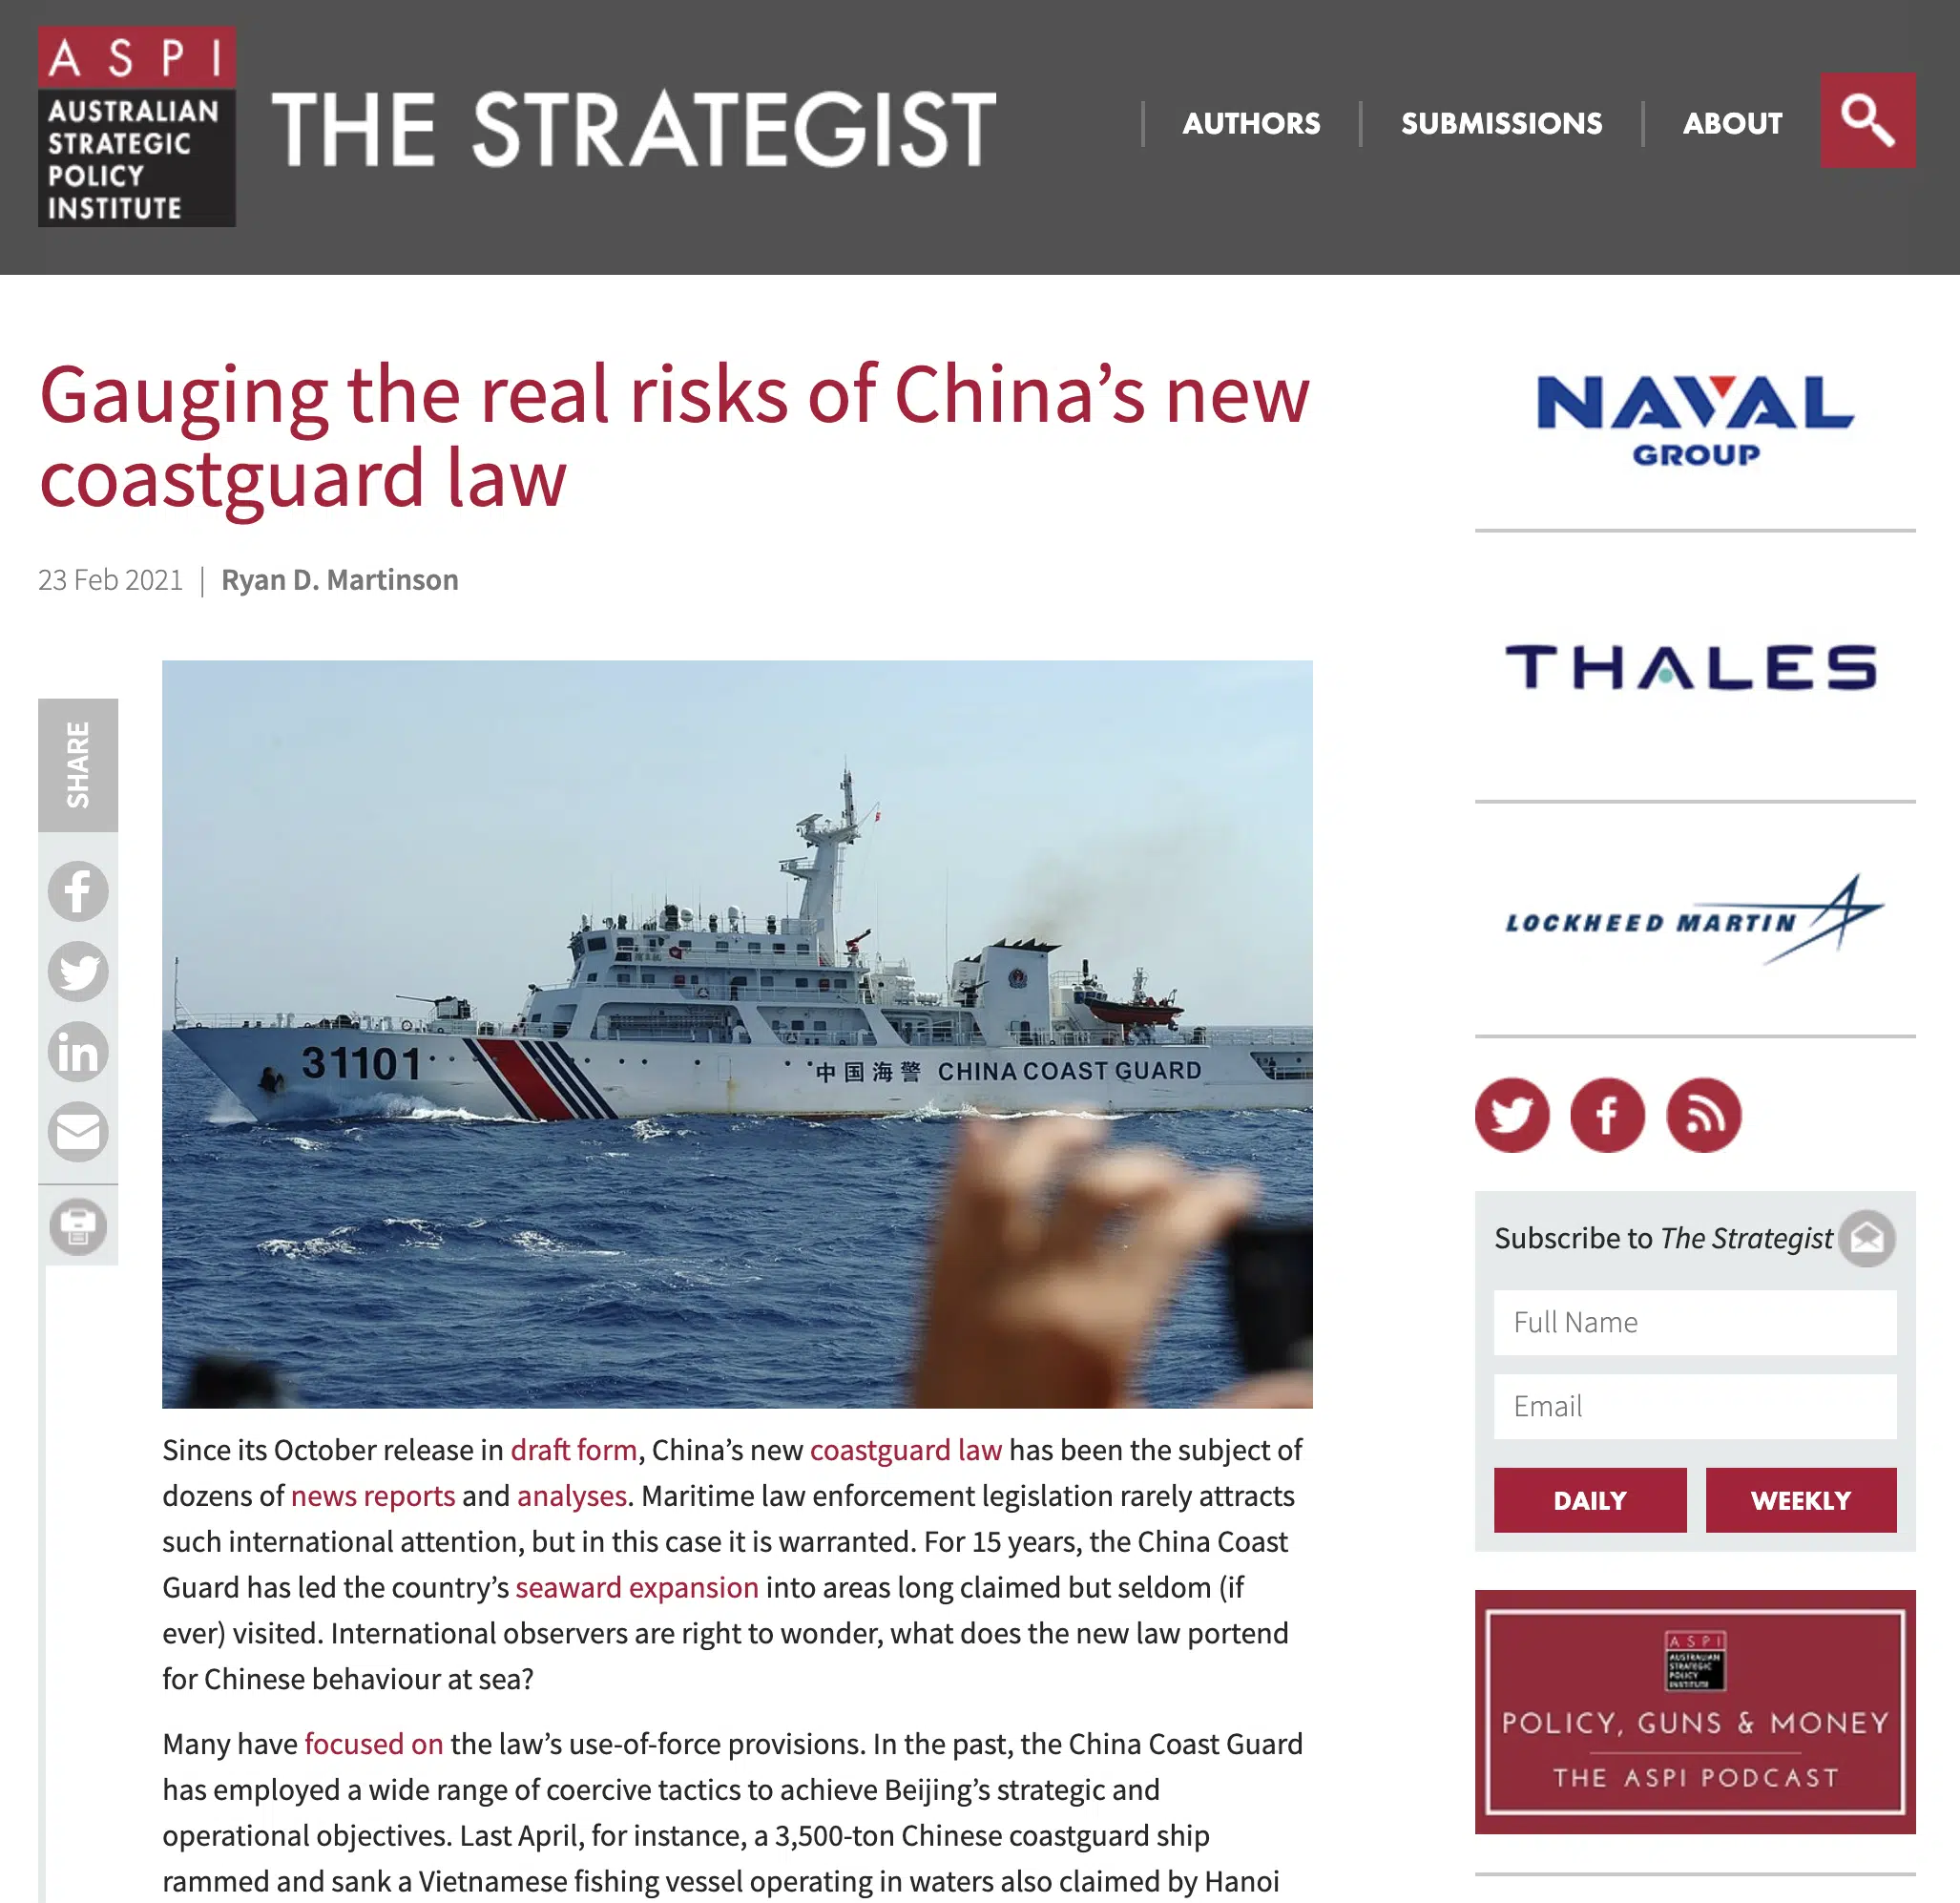 ASPI
AUSTRALIAN
STRATEGIC
POLICY
INSTITUTE
THE STRATEGIST
AUTHORS
SUBMISSIONS
ABOUT
Gauging the real risks of China’s new
coastguard law
23 Feb 2021 | Ryan D. Martinson
SHARE
31101
中国海警 CHINA COAST GUARD
Since its October release in draft form, China’s new coastguard law has been the subject of
dozens of news reports and analyses. Maritime law enforcement legislation rarely attracts
such international attention, but in this case it is warranted. For 15 years, the China Coast
Guard has led the country’s seaward expansion into areas long claimed but seldom (if
ever) visited. International observers are right to wonder, what does the new law portend
for Chinese behaviour at sea?
Many have focused on the law’s use-of-force provisions. In the past, the China Coast Guard
has employed a wide range of coercive tactics to achieve Beijing’s strategic and
operational objectives. Last April, for instance, a 3,500-ton Chinese coastguard ship
rammed and sank a Vietnamese fishing vessel operating in waters also claimed by Hanoi
NAVAL
GROUP
THALES
LOCKHEED MARTIN
Subscribe to The Strategist
Full Name
Email
DAILY
WEEKLY
ASPI
AUSTRALIAN
STRATEGIC
POLICY
INSTITUTE
POLICY, GUNS & MONEY
THE ASPI PODCAST